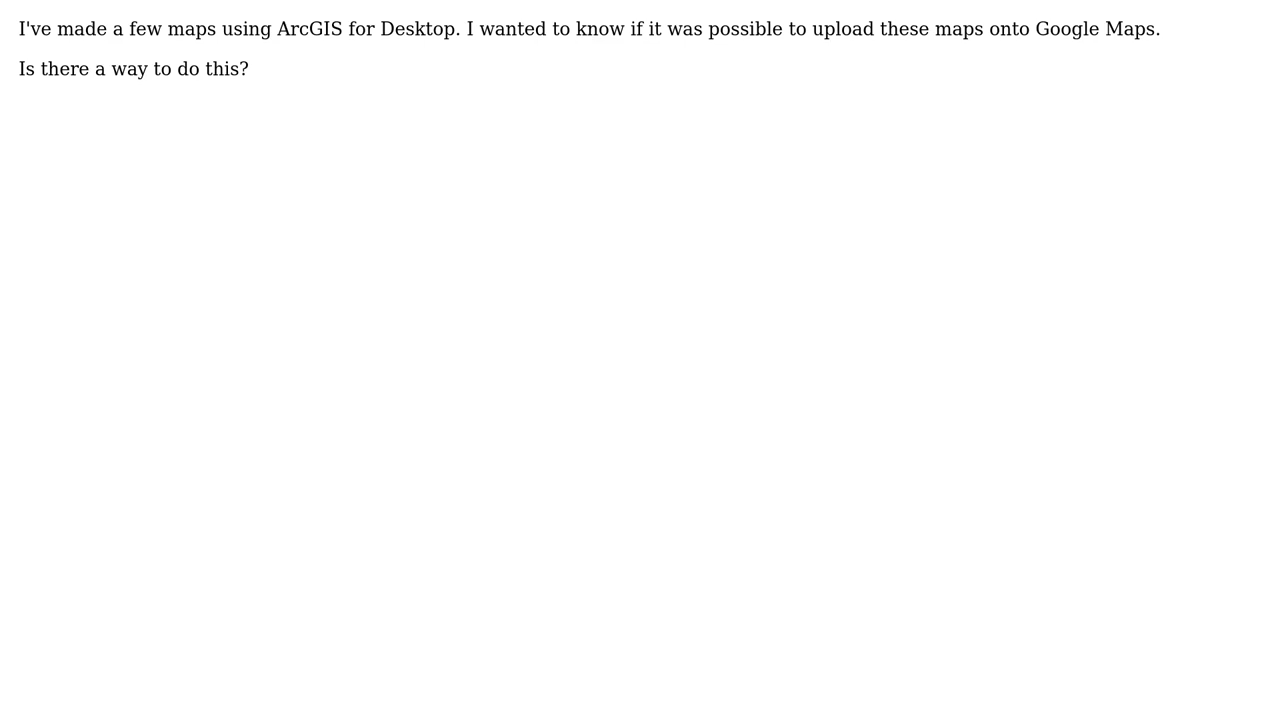 I've made a few maps using ArcGIS for Desktop. I wanted to know if it was possible to upload these maps onto Google Maps.
Is there a way to do this?